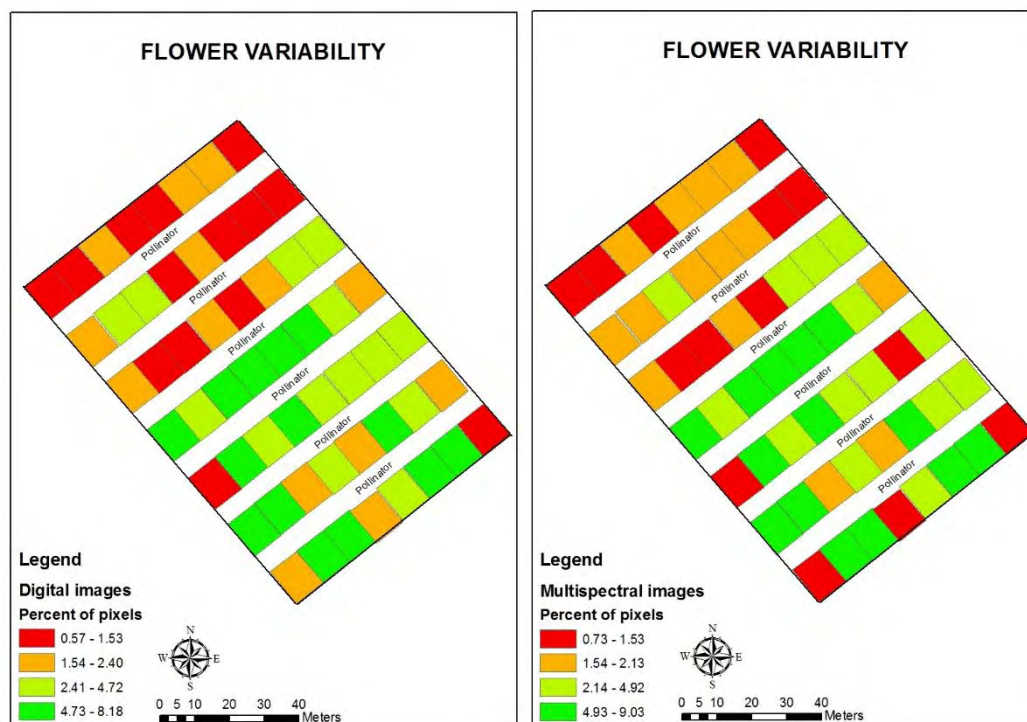 FLOWER VARIABILITY
Pollinator
Pollinator
Pollinator
Pollinator
Pollinator
Pollinator
Legend
Digital images
Percent of pixels
0.57 - 1.53
1.54 - 2.40
2.41 - 4.72
4.73 - 8.18
N
W E
S
0 5 10 20 30 40
Meters
FLOWER VARIABILITY
Pollinator
Pollinator
Pollinator
Pollinator
Pollinator
Pollinator
Legend
Multispectral images
Percent of pixels
0.73 - 1.53
1.54 - 2.13
2.14 - 4.92
4.93 - 9.03
N
W E
S
0 5 10 20 30 40
Meters